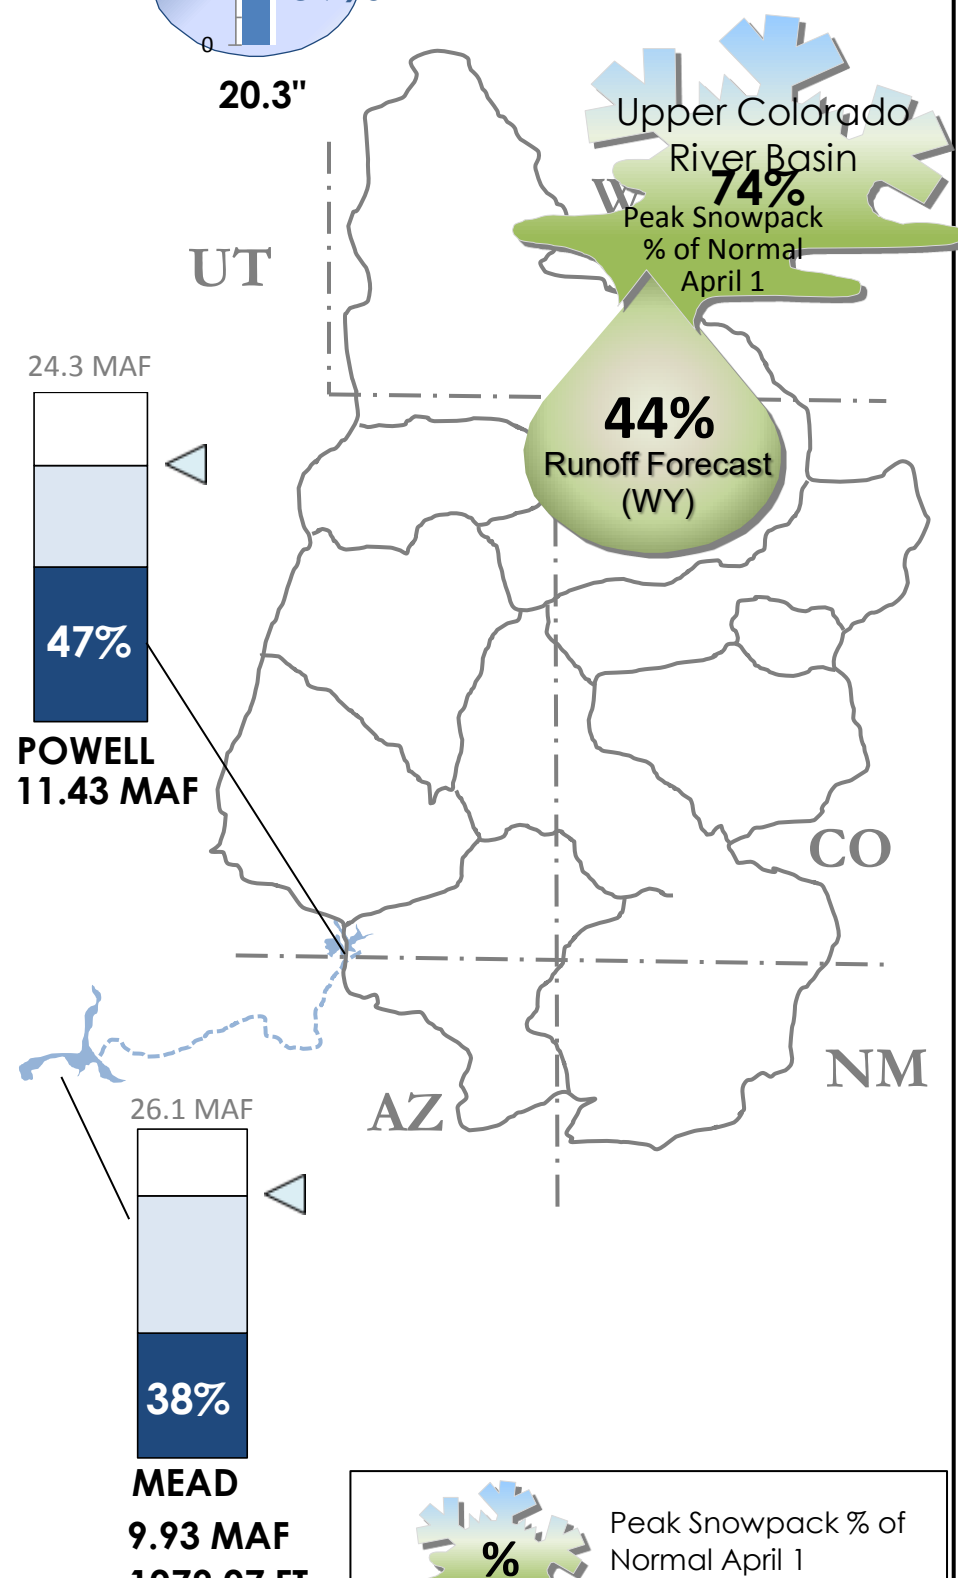 0
20.3"
Upper Colorado
River Basin
74%
Peak Snowpack
% of Normal
April 1
UT
24.3 MAF
44%
Runoff Forecast
(WY)
47%
POWELL
11.43 MAF
CO
NM
AZ
26.1 MAF
38%
MEAD
9.93 MAF
%
Peak Snowpack % of
Normal April 1